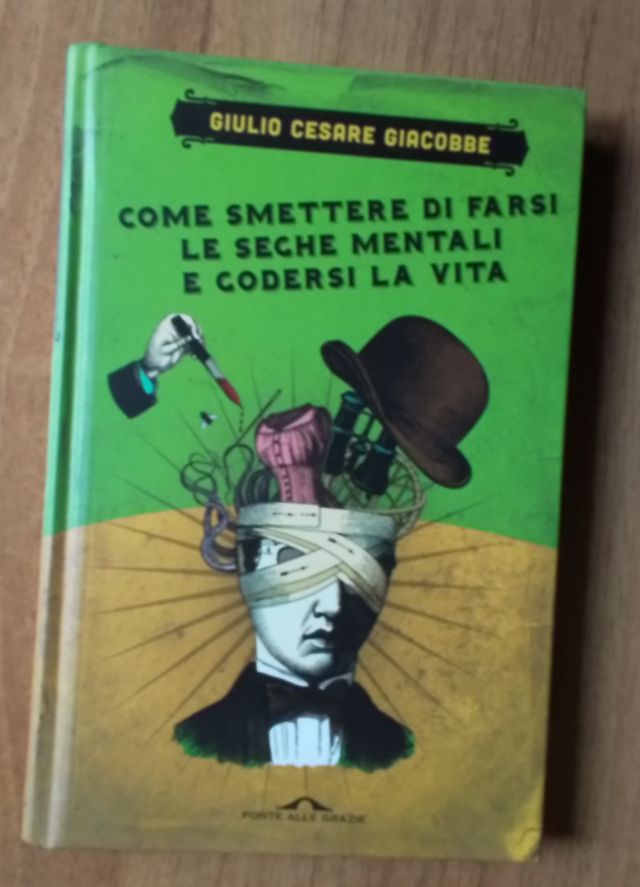 GIULIO CESARE GIACOBBE
COME SMETTERE DI FARSI
LE SEGHE MENTALI
E GODERSI LA VITA
PONTE ALLE GRAZIE